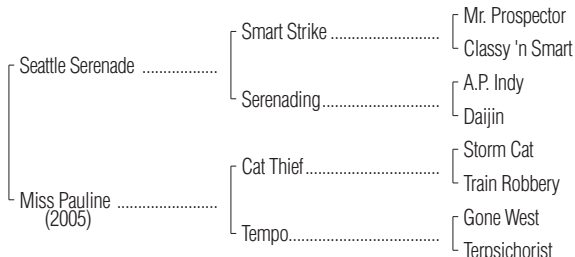 Mr. Prospector
Smart Strike ........................
Classy 'n Smart
Seattle Serenade .................
A.P. Indy
Serenading..........................
Daijin
Storm Cat
Cat Thief..............................
Train Robbery
Miss Pauline ......................
(2005)
Gone West
Tempo..................................
Terpsichorist